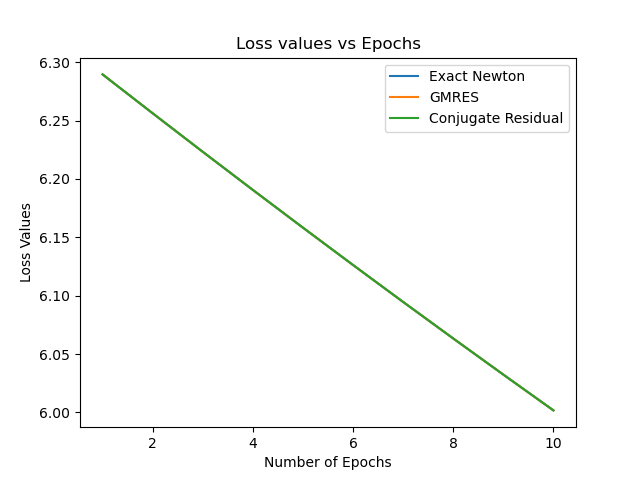 Loss values vs Epochs
Exact Newton
GMRES
Conjugate Residual
6.30
6.25
6.20
6.15
6.10
6.05
6.00
Loss Values
2 4 6 8 10
Number of Epochs